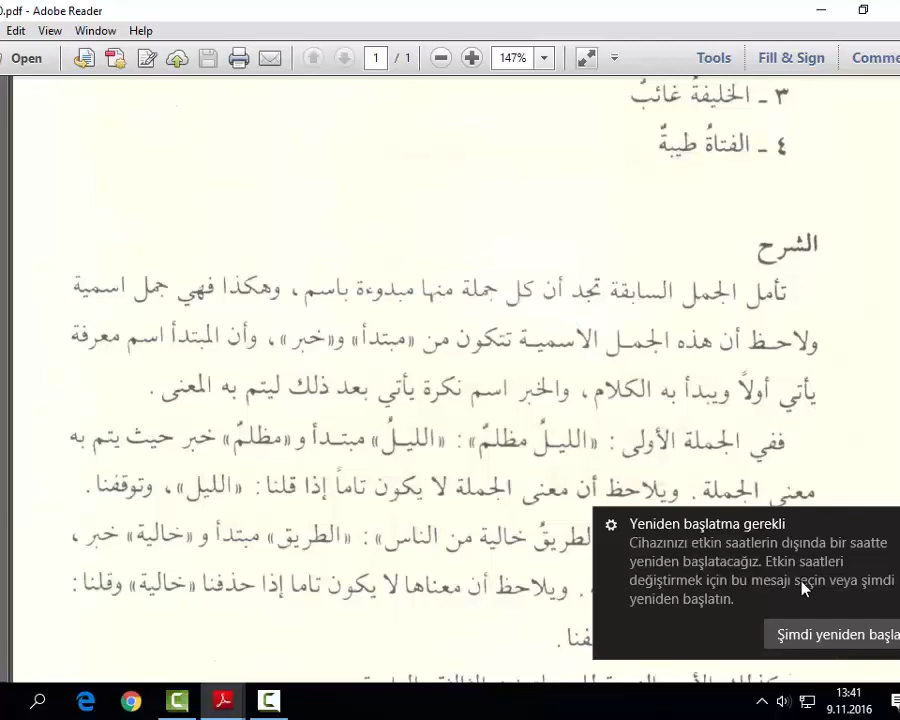 0.pdf - Adobe Reader
Edit View Window Help
Open 1 / 1 147% Tools Fill & Sign Comme
٣ ـ الخليفةُ غائبٌ
٤ ـ الفتاةُ طيبةٌ
الشرح
تأمل الجمل السابقة تجد أن كل جملة منها مبدوءة باسم، وهكذا فهي جمل اسمية
ولاحظ أن هذه الجمل الاسمية تتكون من «مبتدأ» و«خبر»، وأن المبتدأ اسم معرفة
يأتي أولاً ويبدأ به الكلام، والخبر اسم نكرة يأتي بعد ذلك ليتم به المعنى.
ففي الجملة الأولى: «الليلُ مظلمٌ»: «الليلُ» مبتدأ و«مظلمٌ» خبر حيث يتم به
معنى الجملة. ويلاحظ أن معنى الجملة لا يكون تاماً إذا قلنا: «الليل»، وتوقفنا.
لطريقُ خالية من الناس»: «الطريق» مبتدأ و«خالية» خبر،
. ويلاحظ أن معناها لا يكون تاما إذا حذفنا «خالية» وقلنا:
فنا.
Yeniden başlatma gerekli
Cihazınızı etkin saatlerin dışında bir saatte
yeniden başlatacağız. Etkin saatleri
değiştirmek için bu mesajı seçin veya şimdi
yeniden başlatın.
Şimdi yeniden başla
13:41
9.11.2016